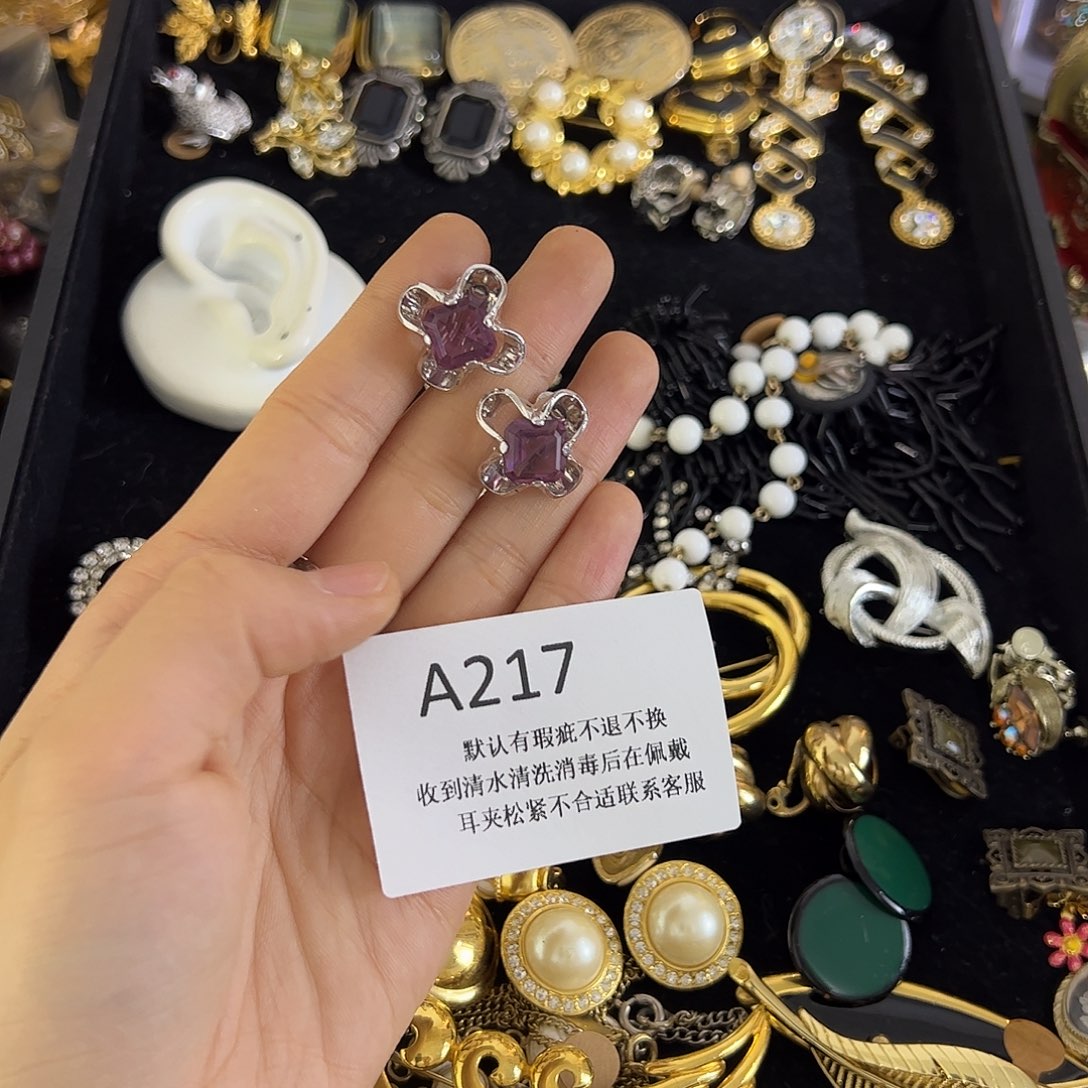 A217
默认有瑕疵不退不换
收到清水清洗消毒后在佩戴
耳夹松紧不合适联系客服